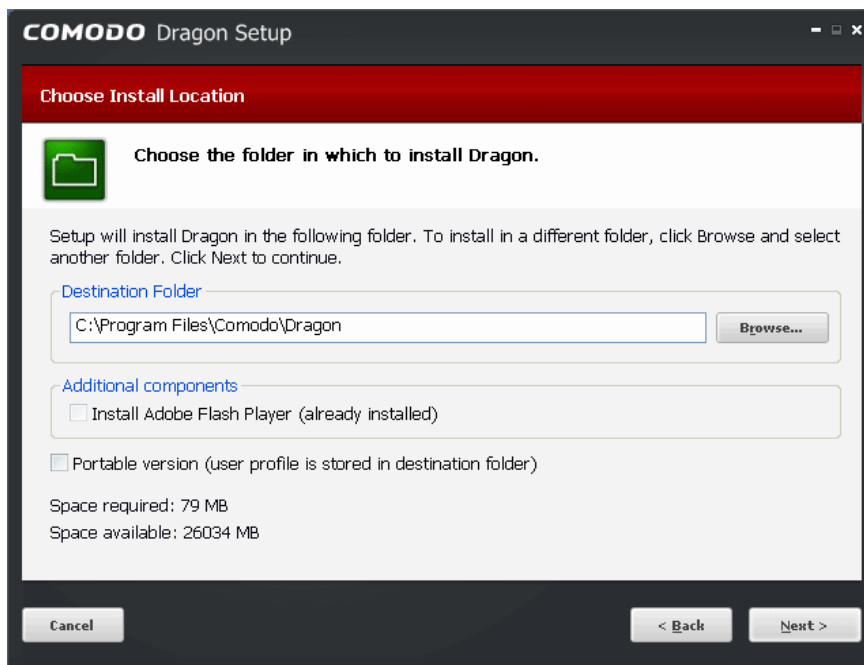 COMODO Dragon Setup
Choose Install Location
Choose the folder in which to install Dragon.
Setup will install Dragon in the following folder. To install in a different folder, click Browse and select
another folder. Click Next to continue.
Destination Folder
C:\Program Files\Comodo\Dragon
Browse...
Additional components
Install Adobe Flash Player (already installed)
Portable version (user profile is stored in destination folder)
Space required: 79 MB
Space available: 26034 MB
Cancel
< Back
Next >